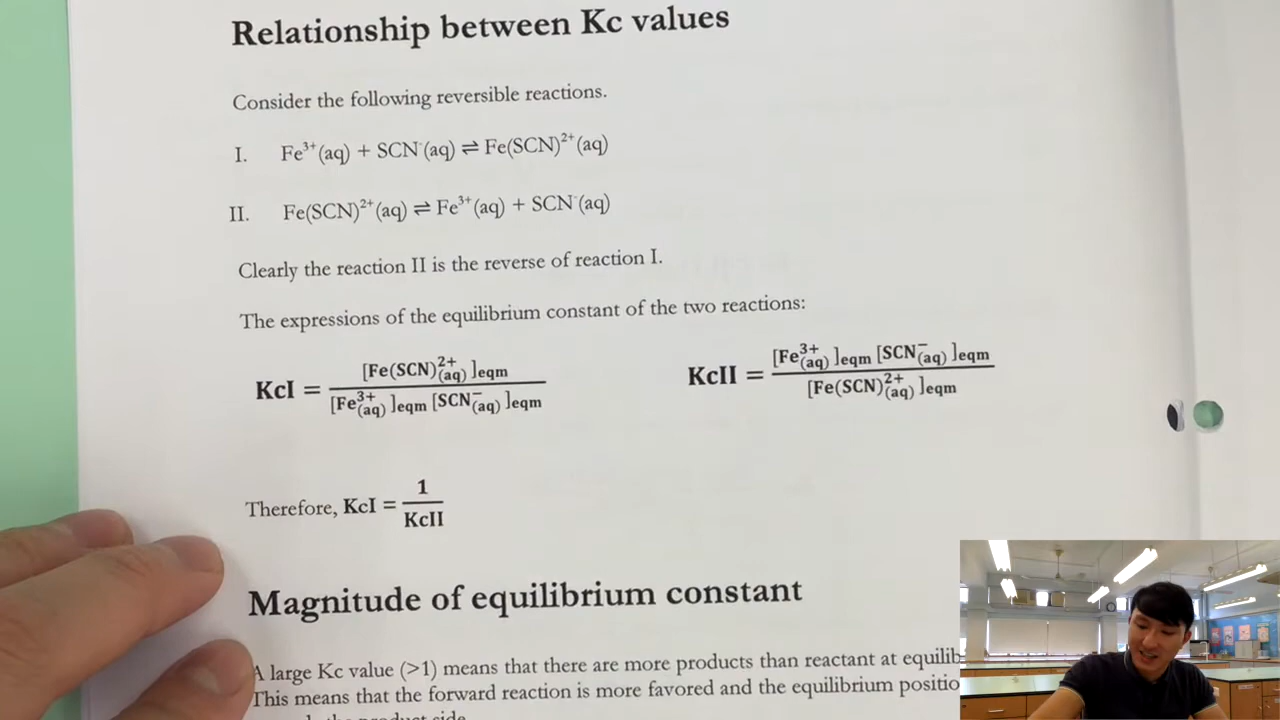 Relationship between Kc values
Consider the following reversible reactions.
I. Fe³⁺(aq) + SCN⁻(aq) ⇌ Fe(SCN)²⁺(aq)
II. Fe(SCN)²⁺(aq) ⇌ Fe³⁺(aq) + SCN⁻(aq)
Clearly the reaction II is the reverse of reaction I.
The expressions of the equilibrium constant of the two reactions:
KcI = [Fe(SCN)²⁺(aq)]eqm / [Fe³⁺(aq)]eqm [SCN⁻(aq)]eqm
KcII = [Fe³⁺(aq)]eqm [SCN⁻(aq)]eqm / [Fe(SCN)²⁺(aq)]eqm
Therefore, KcI = 1 / KcII
Magnitude of equilibrium constant
A large Kc value (>1) means that there are more products than reactant at
This means that the forward reaction is more favored and the equilibrium
the product side